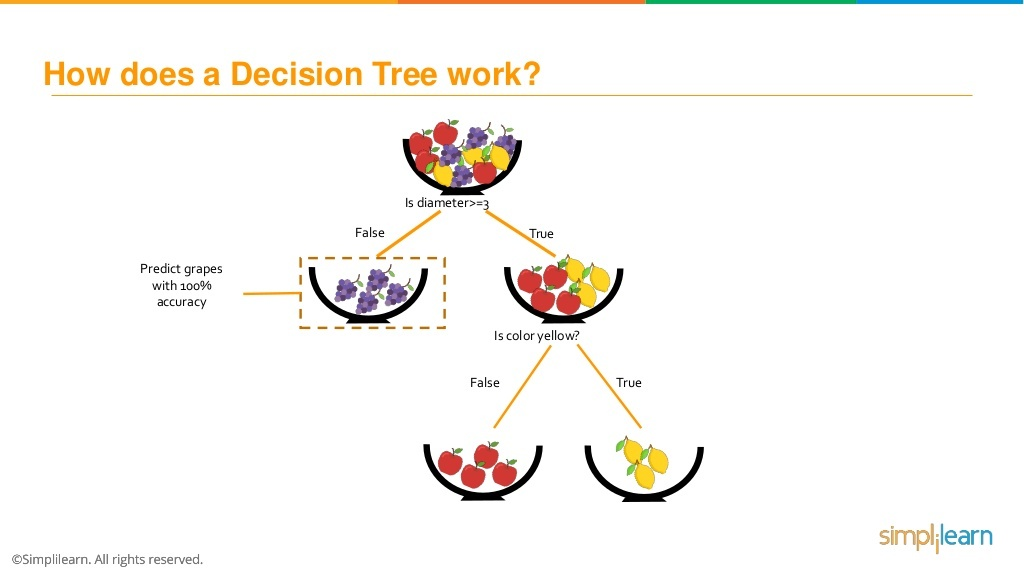 How does a Decision Tree work?
Is diameter>=3
False
True
Predict grapes
with 100%
accuracy
Is color yellow?
False
True
simplilearn
©Simplilearn. All rights reserved.